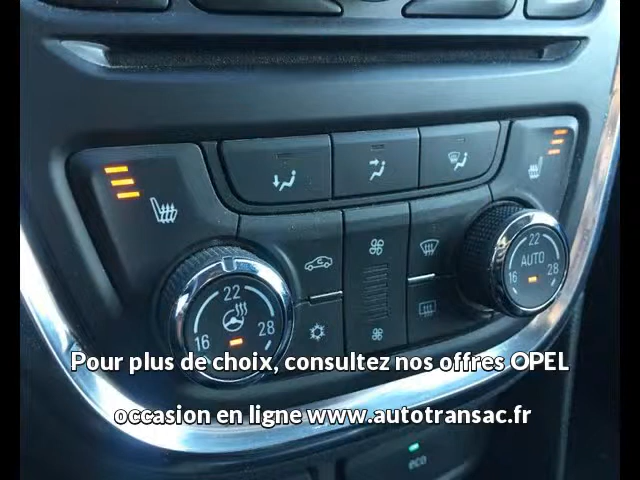 22
22
AUTO
16
28
16
28
Pour plus de choix, consultez nos offres OPEL
occasion en ligne www.autotransac.fr
eco